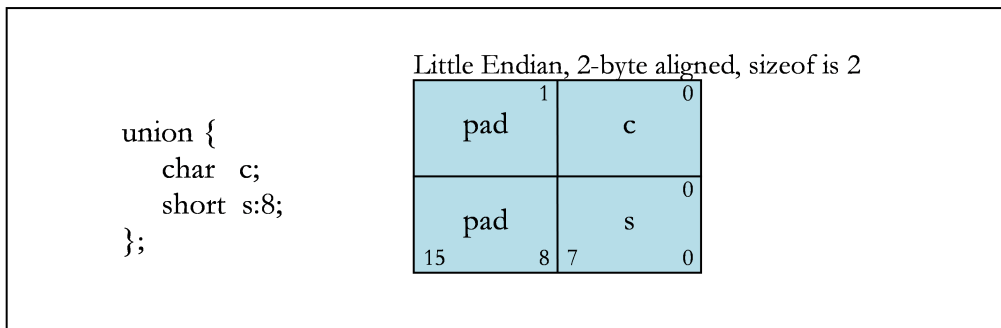 Little Endian, 2-byte aligned, sizeof is 2
union {
char c;
short s:8;
};
1 0
pad c
0
pad s
15 8 7 0